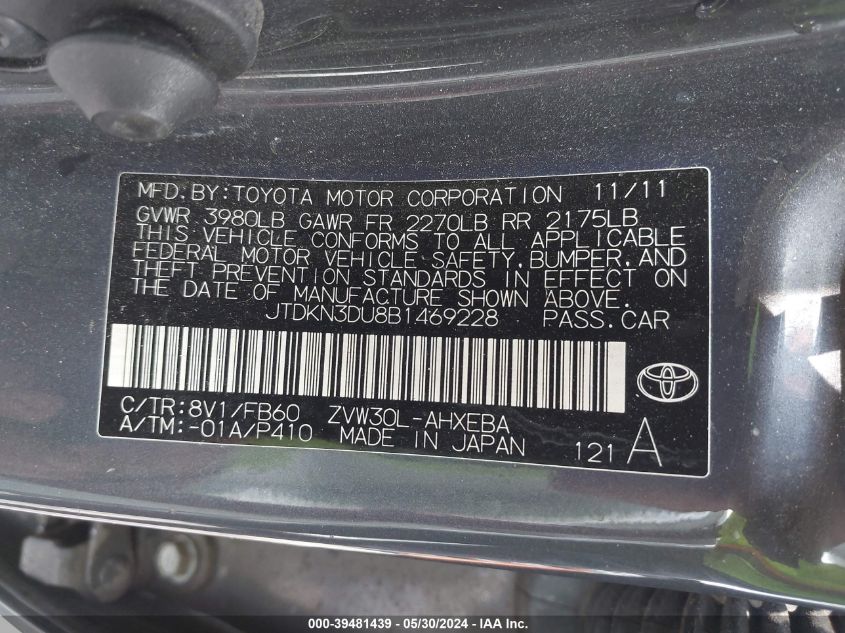 MFD.BY:TOYOTA MOTOR CORPORATION 11/11
GVWR 3980LB GAWR FR 2270LB RR 2175LB
THIS VEHICLE CONFORMS TO ALL APPLICABLE
FEDERAL MOTOR VEHICLE SAFETY,BUMPER,AND
THEFT PREVENTION STANDARDS IN EFFECT ON
THE DATE OF MANUFACTURE SHOWN ABOVE.
JTDKN3DU8B1469228 PASS.CAR
C/TR:8V1/FB60 ZVW30L-AHXEBA
A/TM:-01A/P410 MADE IN JAPAN 121 A
000-39481439 - 05/30/2024 - IAA Inc.